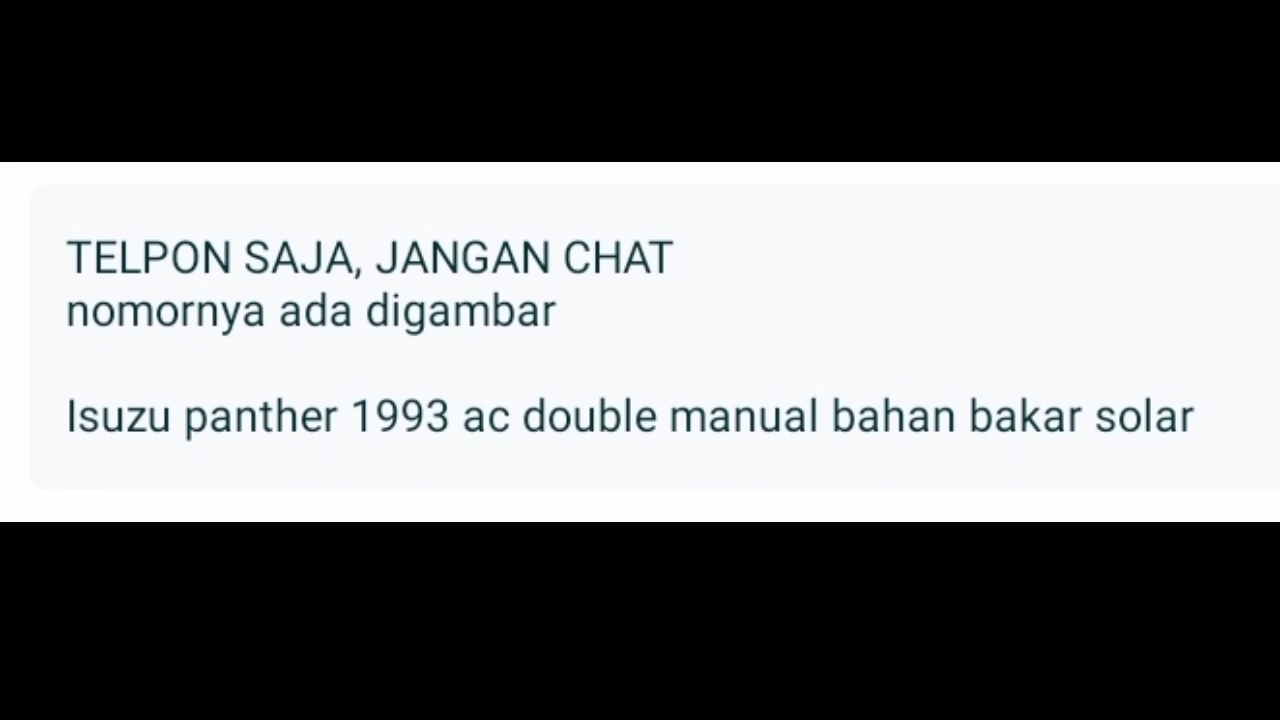 TELPON SAJA, JANGAN CHAT
nomornya ada digambar
Isuzu panther 1993 ac double manual bahan bakar solar